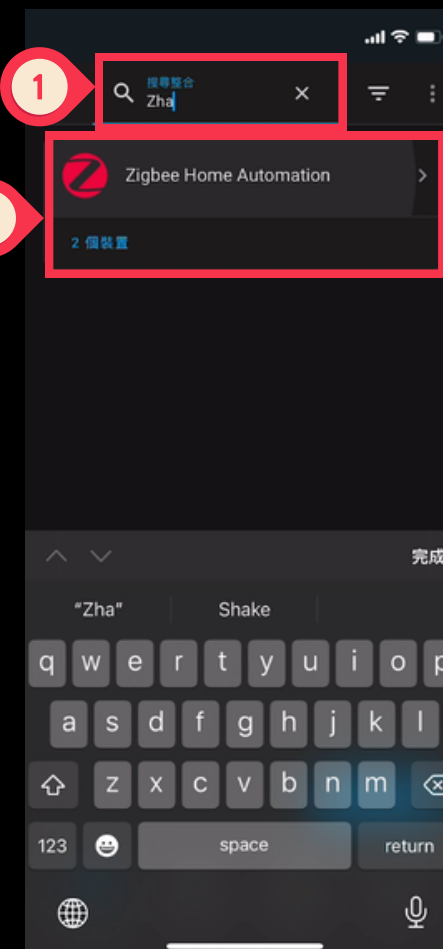 1
搜尋整合
Zha
Zigbee Home Automation
2 個裝置
完成
“Zha”
Shake
q w e r t y u i o p
a s d f g h j k l
z x c v b n m
123
space
return